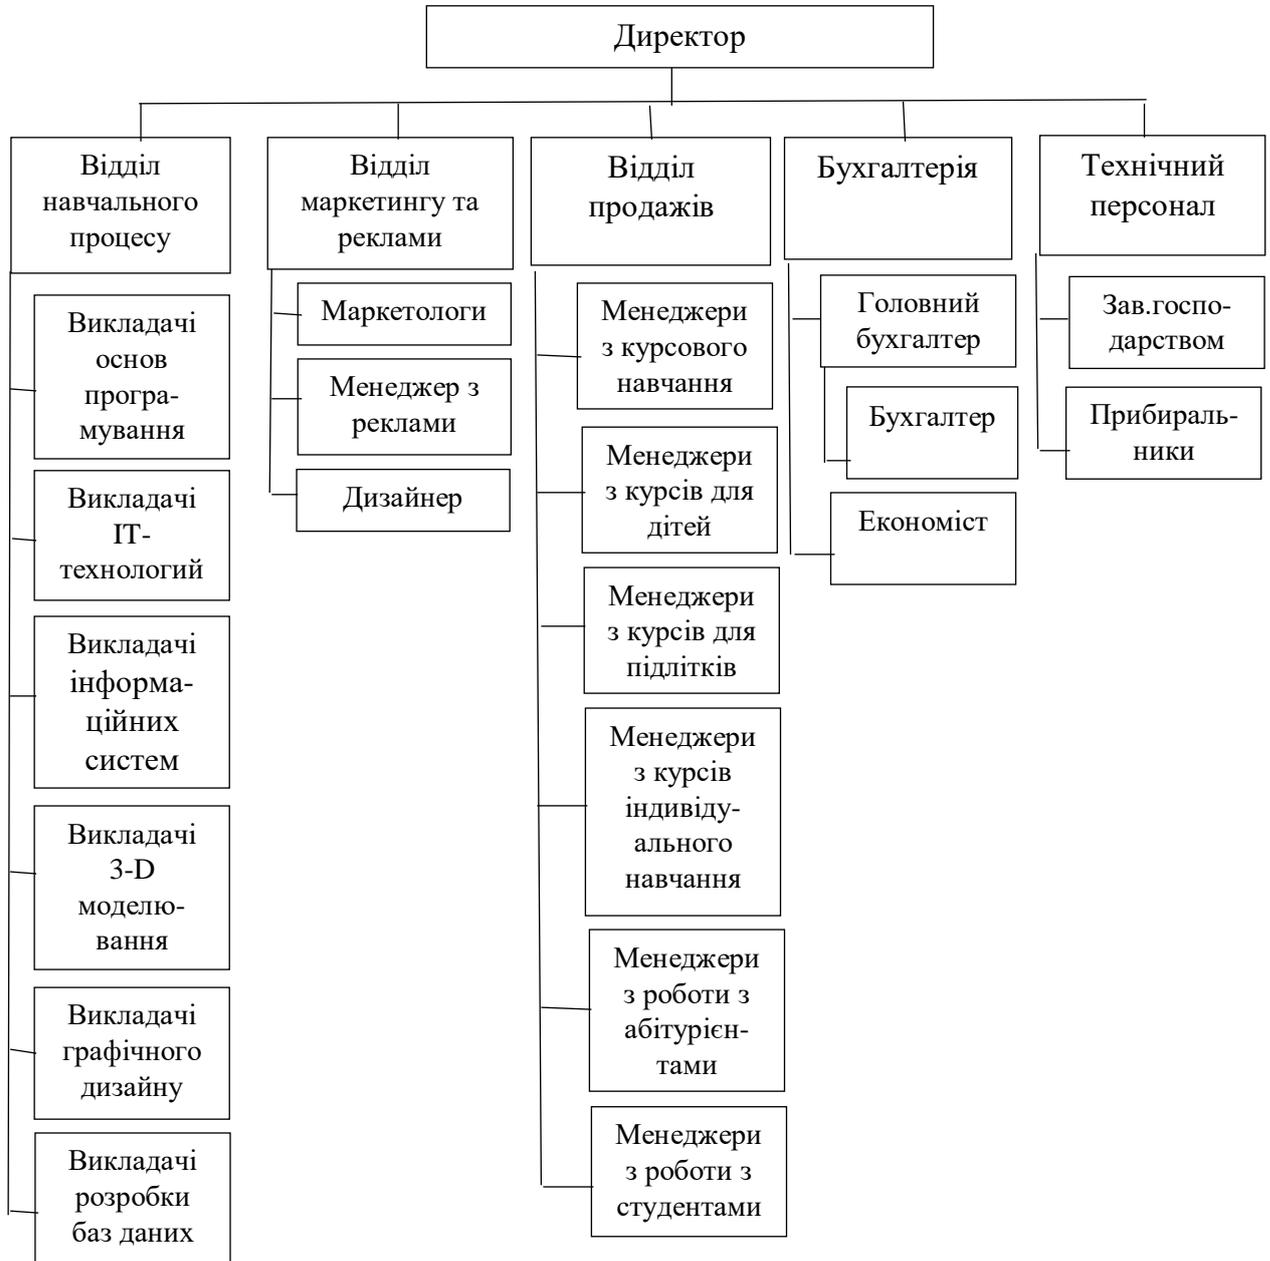 Директор
Відділ
навчального
процесу
Викладачі
основ
програ-
мування
Викладачі
ІТ-
технологий
Викладачі
інформа-
ційних
систем
Викладачі
3-D
моделю-
вання
Викладачі
графічного
дизайну
Викладачі
розробки
баз даних
Відділ
маркетингу та
реклами
Маркетологи
Менеджер з
реклами
Дизайнер
Відділ
продажів
Менеджери
з курсового
навчання
Менеджери
з курсів для
дітей
Менеджери
з курсів для
підлітків
Менеджери
з курсів
індивіду-
ального
навчання
Менеджери
з роботи з
абітурієн-
тами
Менеджери
з роботи з
студентами
Бухгалтерія
Головний
бухгалтер
Бухгалтер
Економіст
Технічний
персонал
Зав.госпо-
дарством
Прибираль-
ники